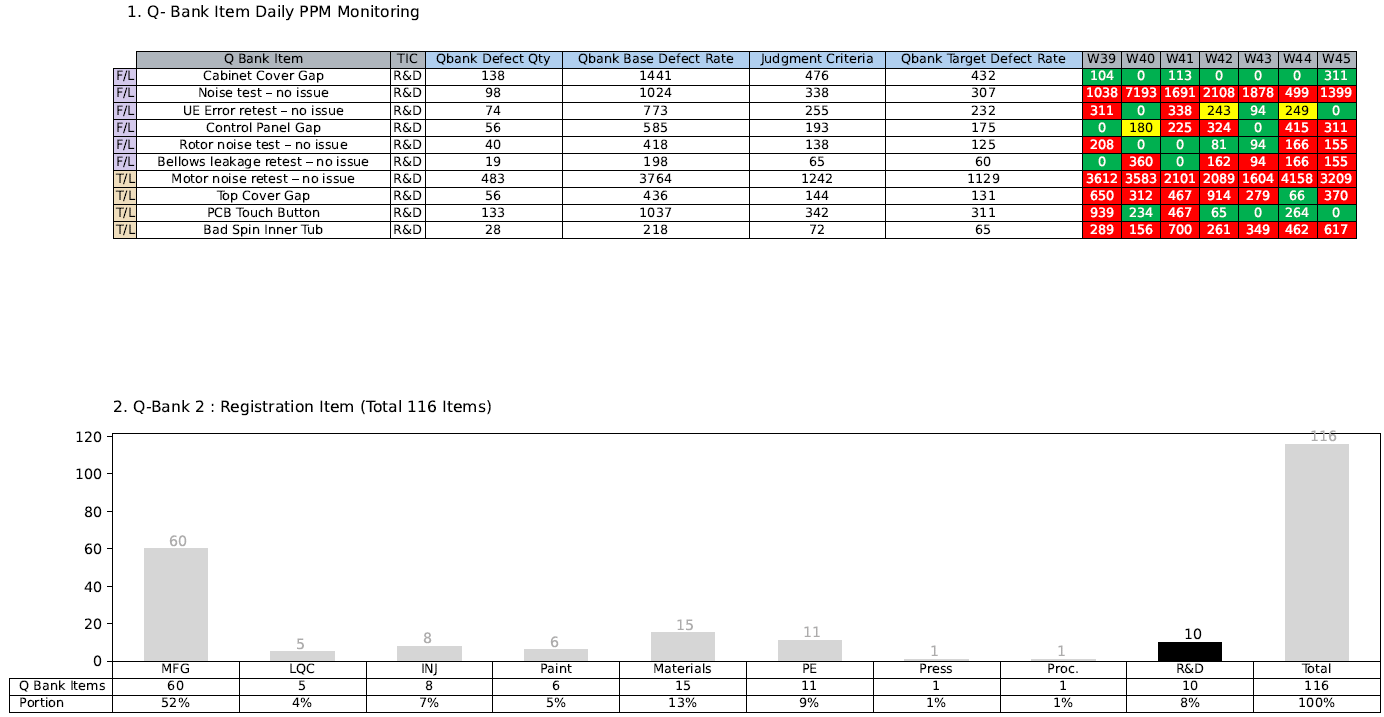 1. Q- Bank Item Daily PPM Monitoring
Q Bank Item TIC Qbank Defect Qty Qbank Base Defect Rate Judgment Criteria Qbank Target Defect Rate W39 W40 W41 W42 W43 W44 W45
F/L Cabinet Cover Gap R&D 138 1441 476 432 104 0 113 0 0 0 311
F/L Noise test – no issue R&D 98 1024 338 307 1038 7193 1691 2108 1878 499 1399
F/L UE Error retest – no issue R&D 74 773 255 232 311 0 338 243 94 249 0
F/L Control Panel Gap R&D 56 585 193 175 0 180 225 324 0 415 311
F/L Rotor noise test – no issue R&D 40 418 138 125 208 0 0 81 94 166 155
F/L Bellows leakage retest – no issue R&D 19 198 65 60 0 360 0 162 94 166 155
T/L Motor noise retest – no issue R&D 483 3764 1242 1129 3612 3583 2101 2089 1604 4158 3209
T/L Top Cover Gap R&D 56 436 144 131 650 312 467 914 279 66 370
T/L PCB Touch Button R&D 133 1037 342 311 939 234 467 65 0 264 0
T/L Bad Spin Inner Tub R&D 28 218 72 65 289 156 700 261 349 462 617
2. Q-Bank 2 : Registration Item (Total 116 Items)
120
100
80
60
40
20
0
60 5 8 6 15 11 1 1 10 116
MFG LQC INJ Paint Materials PE Press Proc. R&D Total
Q Bank Items 60 5 8 6 15 11 1 1 10 116
Portion 52% 4% 7% 5% 13% 9% 1% 1% 8% 100%